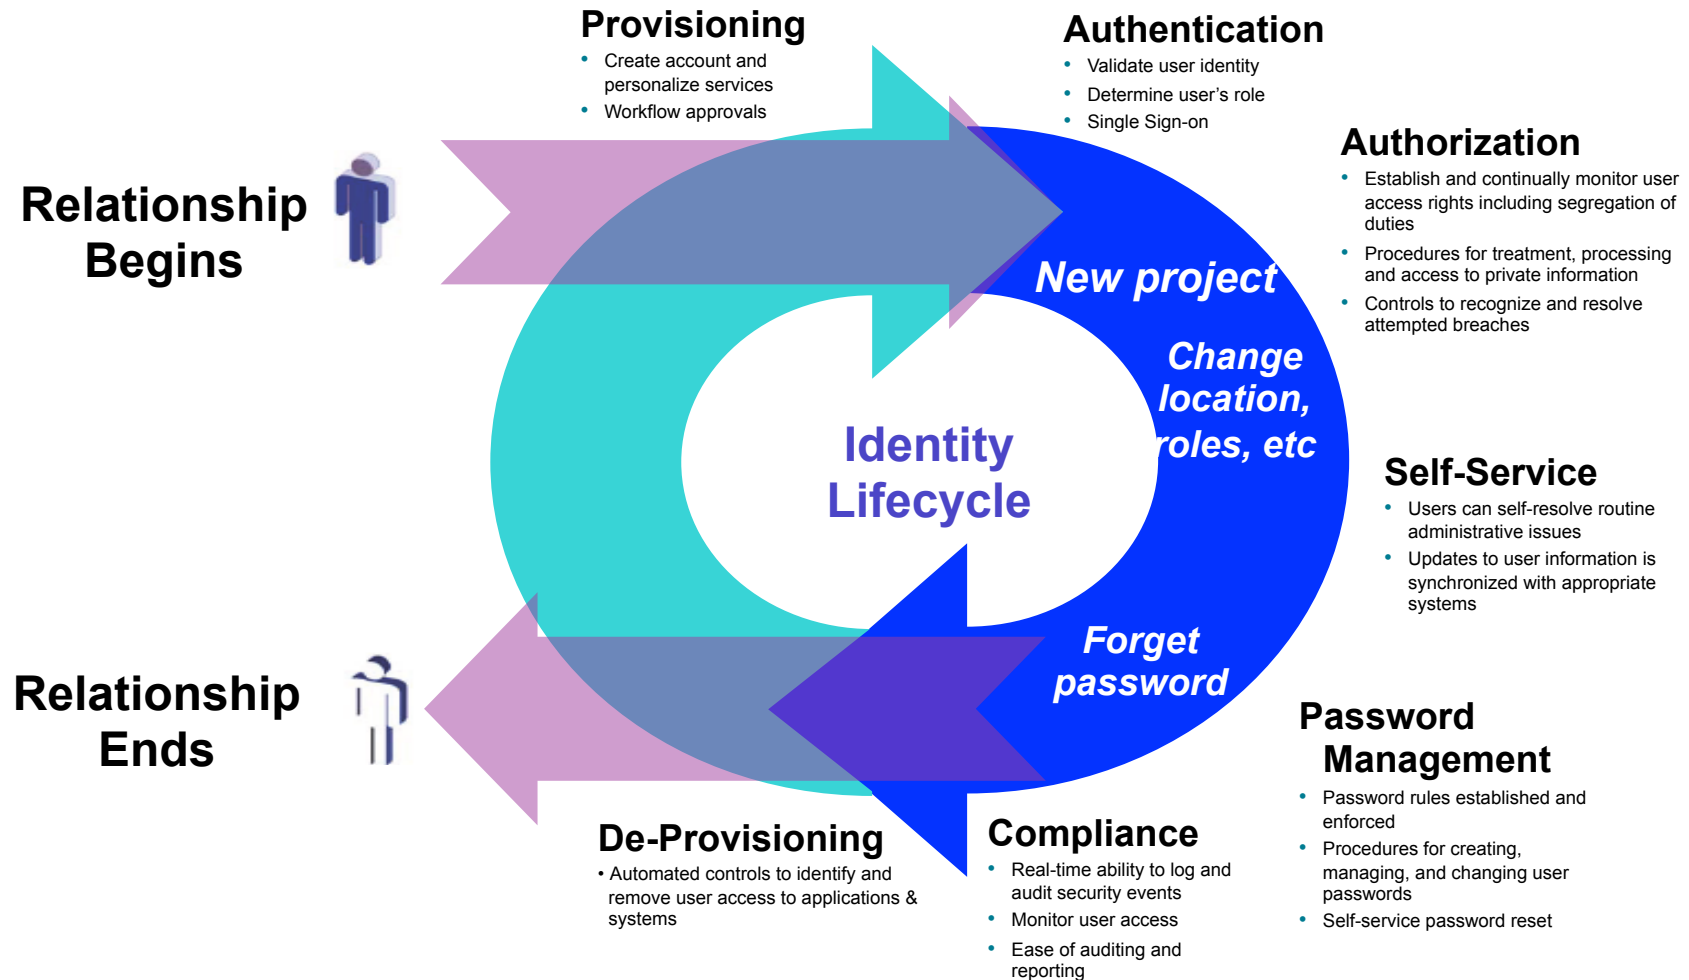 Provisioning
• Create account and
personalize services
• Workflow approvals
Authentication
• Validate user identity
• Determine user’s role
• Single Sign-on
Authorization
• Establish and continually monitor user
access rights including segregation of
duties
• Procedures for treatment, processing
and access to private information
• Controls to recognize and resolve
attempted breaches
Relationship
Begins
New project
Change
location,
roles, etc
Identity
Lifecycle
Self-Service
• Users can self-resolve routine
administrative issues
• Updates to user information is
synchronized with appropriate
systems
Forget
password
Relationship
Ends
Password
Management
• Password rules established and
enforced
• Procedures for creating,
managing, and changing user
passwords
• Self-service password reset
De-Provisioning
• Automated controls to identify and
remove user access to applications &
systems
Compliance
• Real-time ability to log and
audit security events
• Monitor user access
• Ease of auditing and
reporting